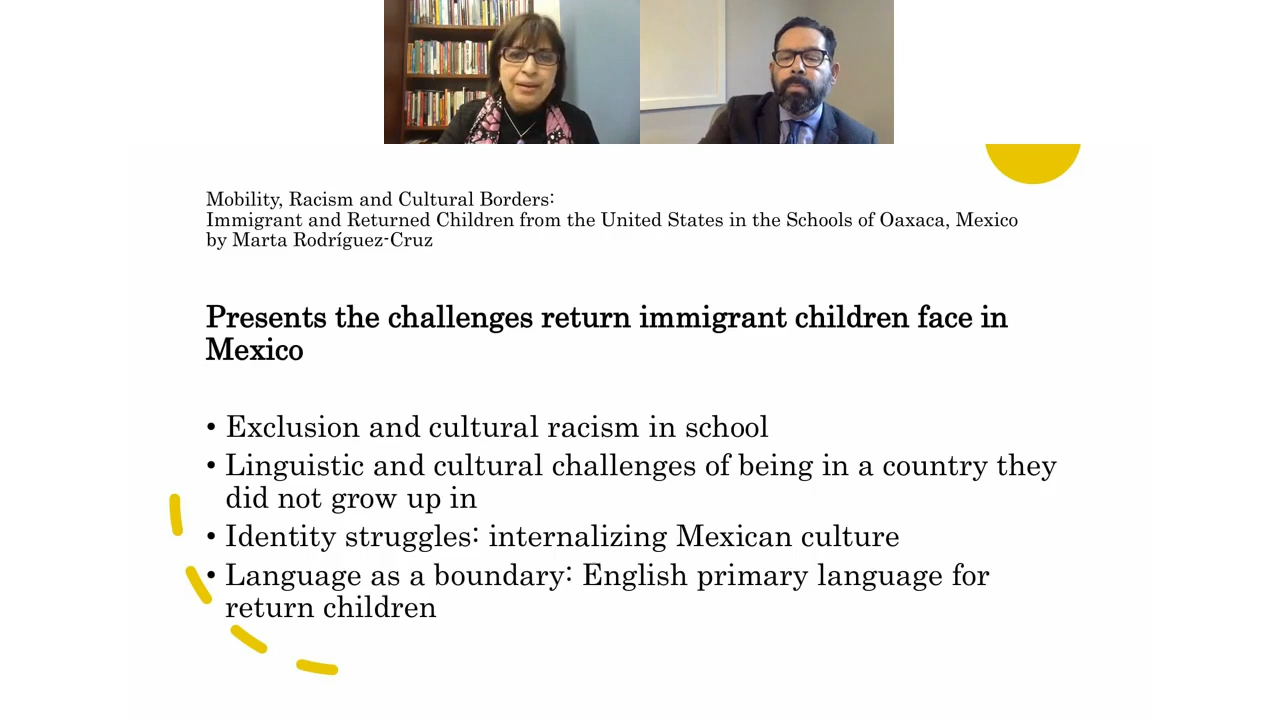 Mobility, Racism and Cultural Borders:
Immigrant and Returned Children from the United States in the Schools of Oaxaca, Mexico
by Marta Rodríguez-Cruz
Presents the challenges return immigrant children face in
Mexico
• Exclusion and cultural racism in school
• Linguistic and cultural challenges of being in a country they
did not grow up in
• Identity struggles: internalizing Mexican culture
• Language as a boundary: English primary language for
return children